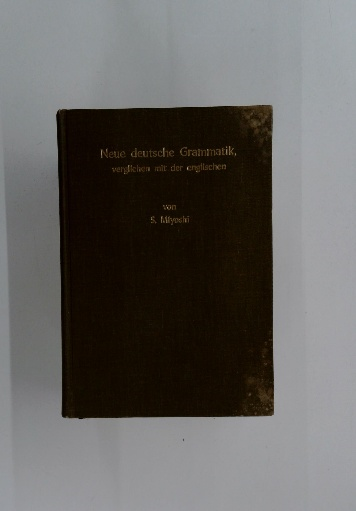 Neue deutsche Grammatik,
verglichen mit der englischen
von
S. Miyoshi